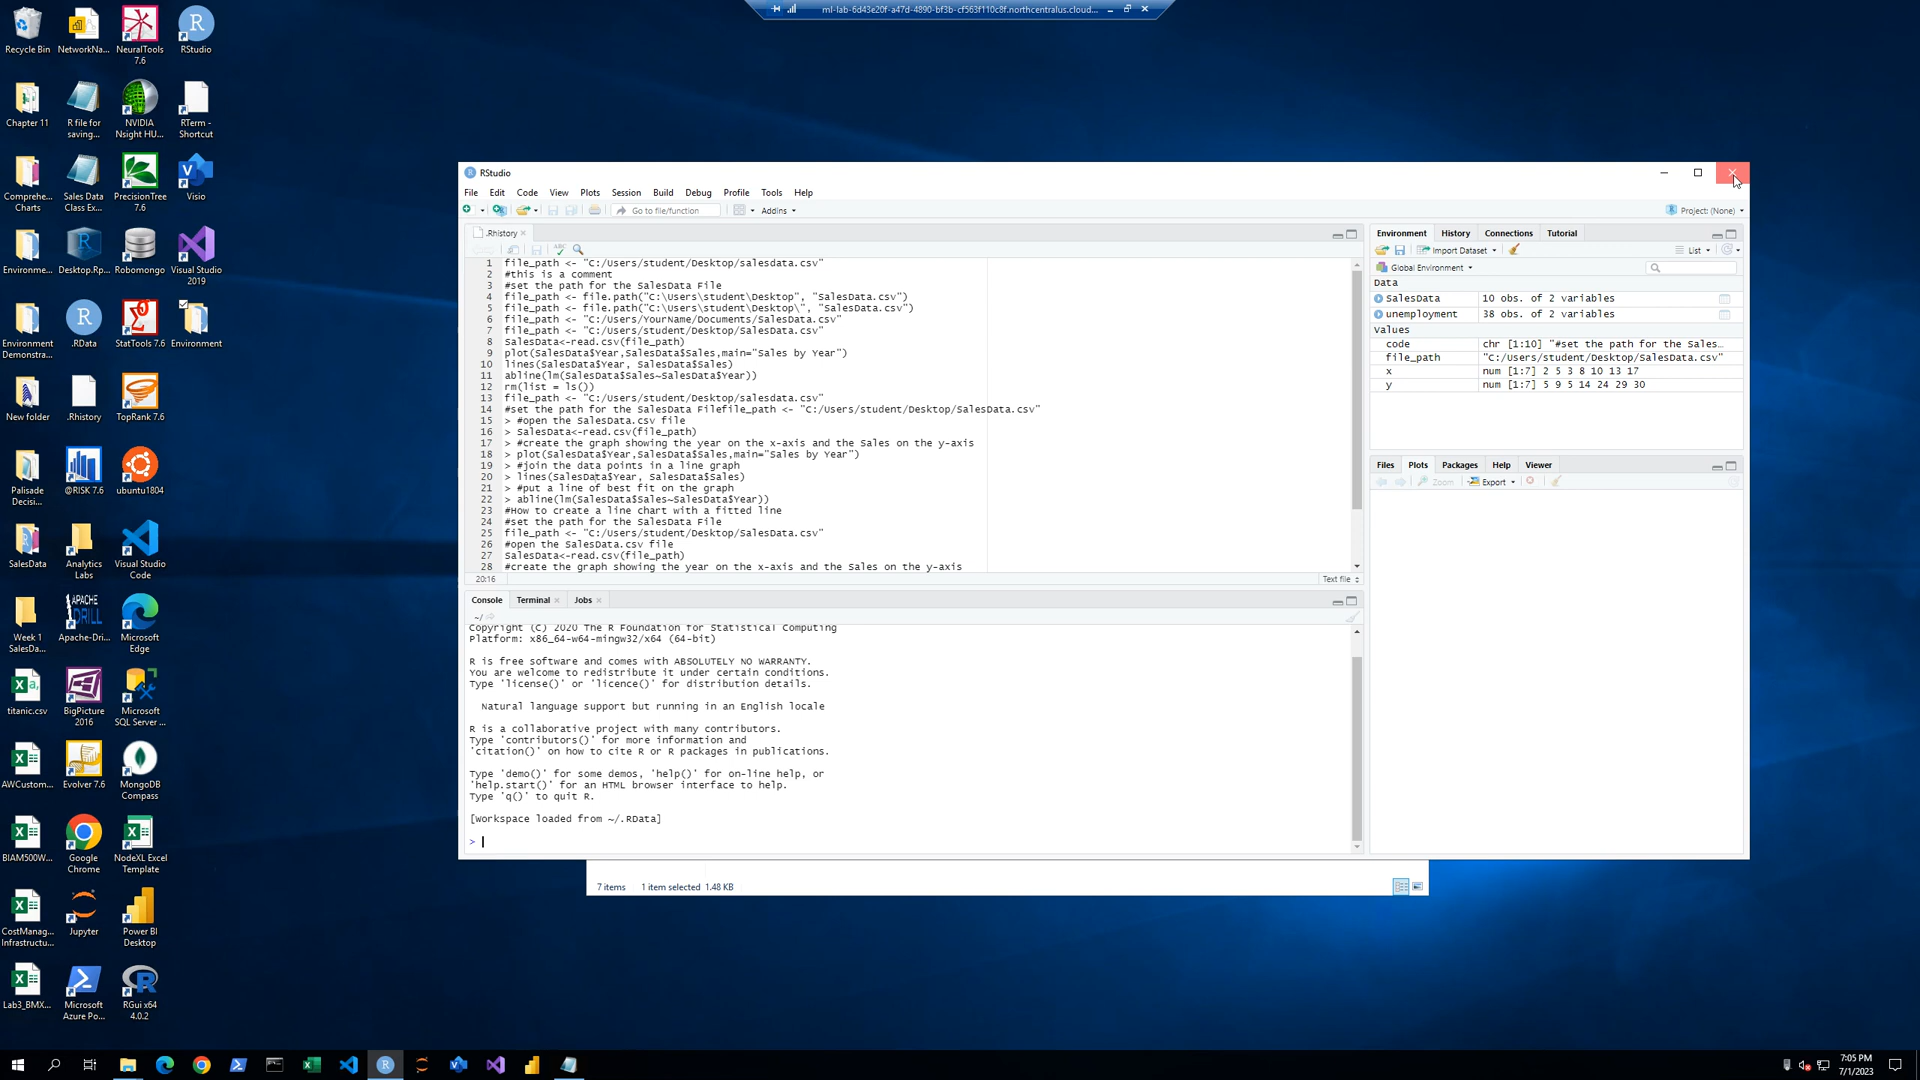 ml-lab-6d43e20f-a47d-4890-bf3b-cf563f110c8f.northcentralus.cloud...
Recycle Bin
NetworkNa...
NeuralTools 7.6
RStudio
Chapter 11
R file for saving...
NVIDIA Nsight HU...
RTerm - Shortcut
Comprehe... Charts
Sales Data Class Ex...
PrecisionTree 7.6
Visio
Environme...
Desktop.Rp...
Robomongo
Visual Studio 2019
Environment Demonstra...
.RData
StatTools 7.6
Environment
New folder
.Rhistory
TopRank 7.6
Palisade Decisi...
@RISK 7.6
ubuntu1804
SalesData
Analytics Labs
Visual Studio Code
Week 1 SalesDa...
APACHE DRILL
Apache-Dri...
Microsoft Edge
titanic.csv
BigPicture 2016
Microsoft SQL Server ...
AWCustom...
Evolver 7.6
MongoDB Compass
BIAM500W...
Google Chrome
NodeXL Excel Template
CostManag... Infrastructu...
Jupyter
Power BI Desktop
Lab3_BMX...
Microsoft Azure Po...
RGui x64 4.0.2
RStudio
File Edit Code View Plots Session Build Debug Profile Tools Help
Go to file/function Addins Project: (None)
.Rhistory
1 file_path <- "C:/Users/student/Desktop/salesdata.csv"
2 #this is a comment
3 #set the path for the SalesData File
4 file_path <- file.path("C:\Users\student\Desktop", "SalesData.csv")
5 file_path <- file.path("C:\Users\student\Desktop\", "SalesData.csv")
6 file_path <- "C:/Users/YourName/Documents/SalesData.csv"
7 file_path <- "C:/Users/student/Desktop/SalesData.csv"
8 SalesData<-read.csv(file_path)
9 plot(SalesData$Year,SalesData$Sales,main="Sales by Year")
10 lines(SalesData$Year, SalesData$Sales)
11 abline(lm(SalesData$Sales~SalesData$Year))
12 rm(list = ls())
13 file_path <- "C:/Users/student/Desktop/salesdata.csv"
14 #set the path for the SalesData Filefile_path <- "C:/Users/student/Desktop/SalesData.csv"
15 > #open the SalesData.csv file
16 > SalesData<-read.csv(file_path)
17 > #create the graph showing the year on the x-axis and the Sales on the y-axis
18 > plot(SalesData$Year,SalesData$Sales,main="Sales by Year")
19 > #join the data points in a line graph
20 > lines(SalesData$Year, SalesData$Sales)
21 > #put a line of best fit on the graph
22 > abline(lm(SalesData$Sales~SalesData$Year))
23 #How to create a line chart with a fitted line
24 #set the path for the SalesData File
25 file_path <- "C:/Users/student/Desktop/SalesData.csv"
26 #open the SalesData.csv file
27 SalesData<-read.csv(file_path)
28 #create the graph showing the year on the x-axis and the Sales on the y-axis
20:16 Text file
Console Terminal Jobs
~/
Copyright (C) 2020 The R Foundation for Statistical Computing
Platform: x86_64-w64-mingw32/x64 (64-bit)
R is free software and comes with ABSOLUTELY NO WARRANTY.
You are welcome to redistribute it under certain conditions.
Type 'license()' or 'licence()' for distribution details.
Natural language support but running in an English locale
R is a collaborative project with many contributors.
Type 'contributors()' for more information and
'citation()' on how to cite R or R packages in publications.
Type 'demo()' for some demos, 'help()' for on-line help, or
'help.start()' for an HTML browser interface to help.
Type 'q()' to quit R.
[Workspace loaded from ~/.RData]
>
Environment History Connections Tutorial
Import Dataset List
Global Environment
Data
SalesData 10 obs. of 2 variables
unemployment 38 obs. of 2 variables
Values
code chr [1:10] "#set the path for the Sales...
file_path "C:/Users/student/Desktop/SalesData.csv"
x num [1:7] 2 5 3 8 10 13 17
y num [1:7] 5 9 5 14 24 29 30
Files Plots Packages Help Viewer
Zoom Export
7 items 1 item selected 1.48 KB
7:05 PM
7/1/2023